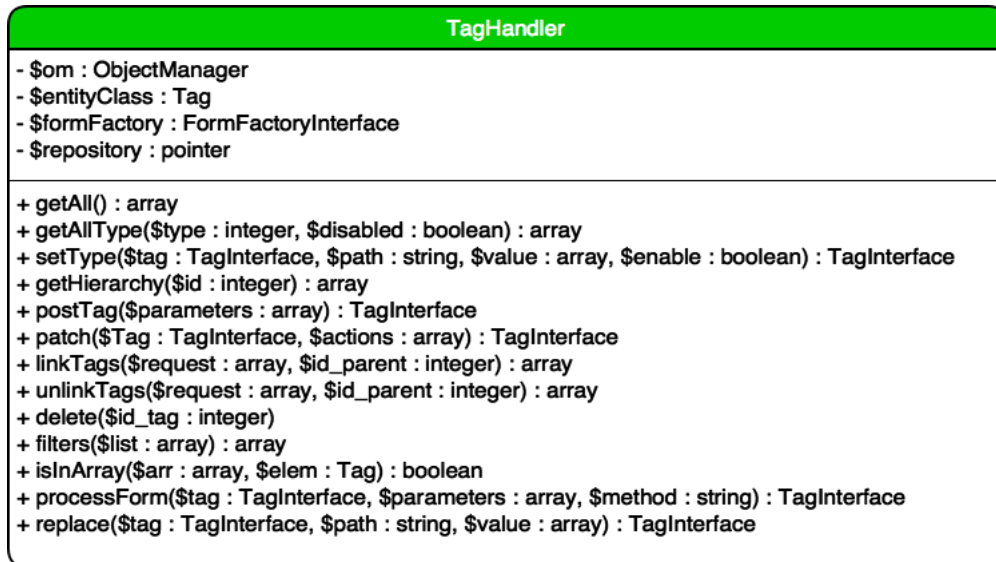 TagHandler
- $om : ObjectManager
- $entityClass : Tag
- $formFactory : FormFactoryInterface
- $repository : pointer
+ getAll() : array
+ getAllType($type : integer, $disabled : boolean) : array
+ setType($tag : TagInterface, $path : string, $value : array, $enable : boolean) : TagInterface
+ getHierarchy($id : integer) : array
+ postTag($parameters : array) : TagInterface
+ patch($Tag : TagInterface, $actions : array) : TagInterface
+ linkTags($request : array, $id_parent : integer) : array
+ unlinkTags($request : array, $id_parent : integer) : array
+ delete($id_tag : integer)
+ filters($list : array) : array
+ isInArray($arr : array, $elem : Tag) : boolean
+ processForm($tag : TagInterface, $parameters : array, $method : string) : TagInterface
+ replace($tag : TagInterface, $path : string, $value : array) : TagInterface